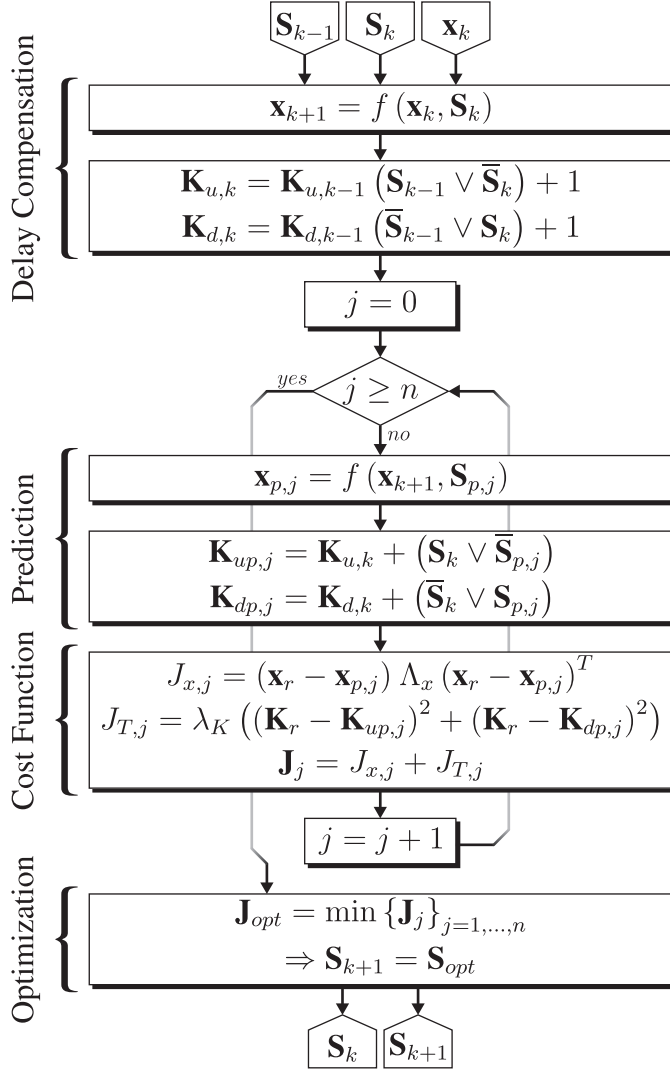 S_{k−1} S_k x_k
Delay Compensation
x_{k+1} = f (x_k, S_k)
K_{u,k} = K_{u,k−1} (S_{k−1} ∨ S̅_k) + 1
K_{d,k} = K_{d,k−1} (S̅_{k−1} ∨ S_k) + 1
j = 0
yes
j ≥ n
no
Prediction
x_{p,j} = f (x_{k+1}, S_{p,j})
K_{up,j} = K_{u,k} + (S_k ∨ S̅_{p,j})
K_{dp,j} = K_{d,k} + (S̅_k ∨ S_{p,j})
Cost Function
J_{x,j} = (x_r − x_{p,j}) Λ_x (x_r − x_{p,j})^T
J_{T,j} = λ_K ((K_r − K_{up,j})^2 + (K_r − K_{dp,j})^2)
J_j = J_{x,j} + J_{T,j}
j = j + 1
Optimization
J_{opt} = min {J_j}_{j=1,...,n}
⇒ S_{k+1} = S_{opt}
S_k S_{k+1}